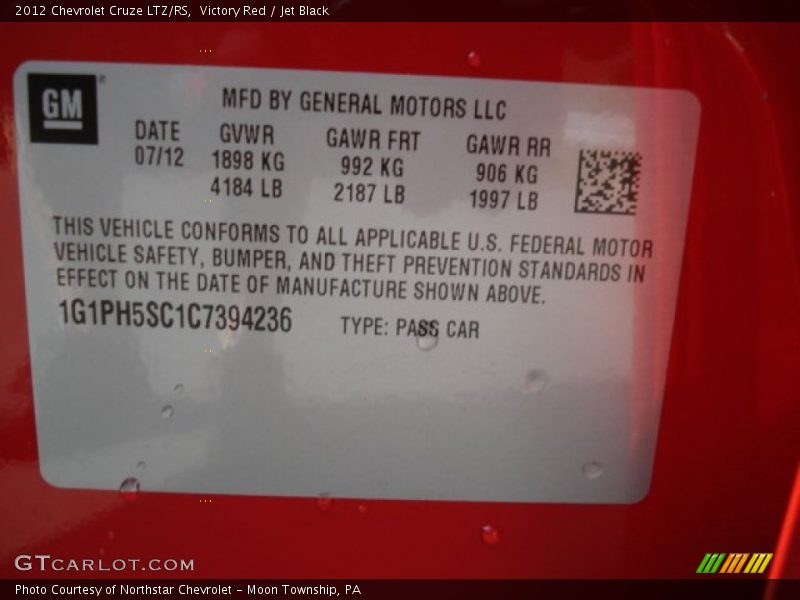 2012 Chevrolet Cruze LTZ/RS, Victory Red / Jet Black
GM
MFD BY GENERAL MOTORS LLC
DATE GVWR GAWR FRT GAWR RR
07/12 1898 KG 992 KG 906 KG
4184 LB 2187 LB 1997 LB
THIS VEHICLE CONFORMS TO ALL APPLICABLE U.S. FEDERAL MOTOR
VEHICLE SAFETY, BUMPER, AND THEFT PREVENTION STANDARDS IN
EFFECT ON THE DATE OF MANUFACTURE SHOWN ABOVE.
1G1PH5SC1C7394236 TYPE: PASS CAR
GTCARLOT.COM
Photo Courtesy of Northstar Chevrolet - Moon Township, PA